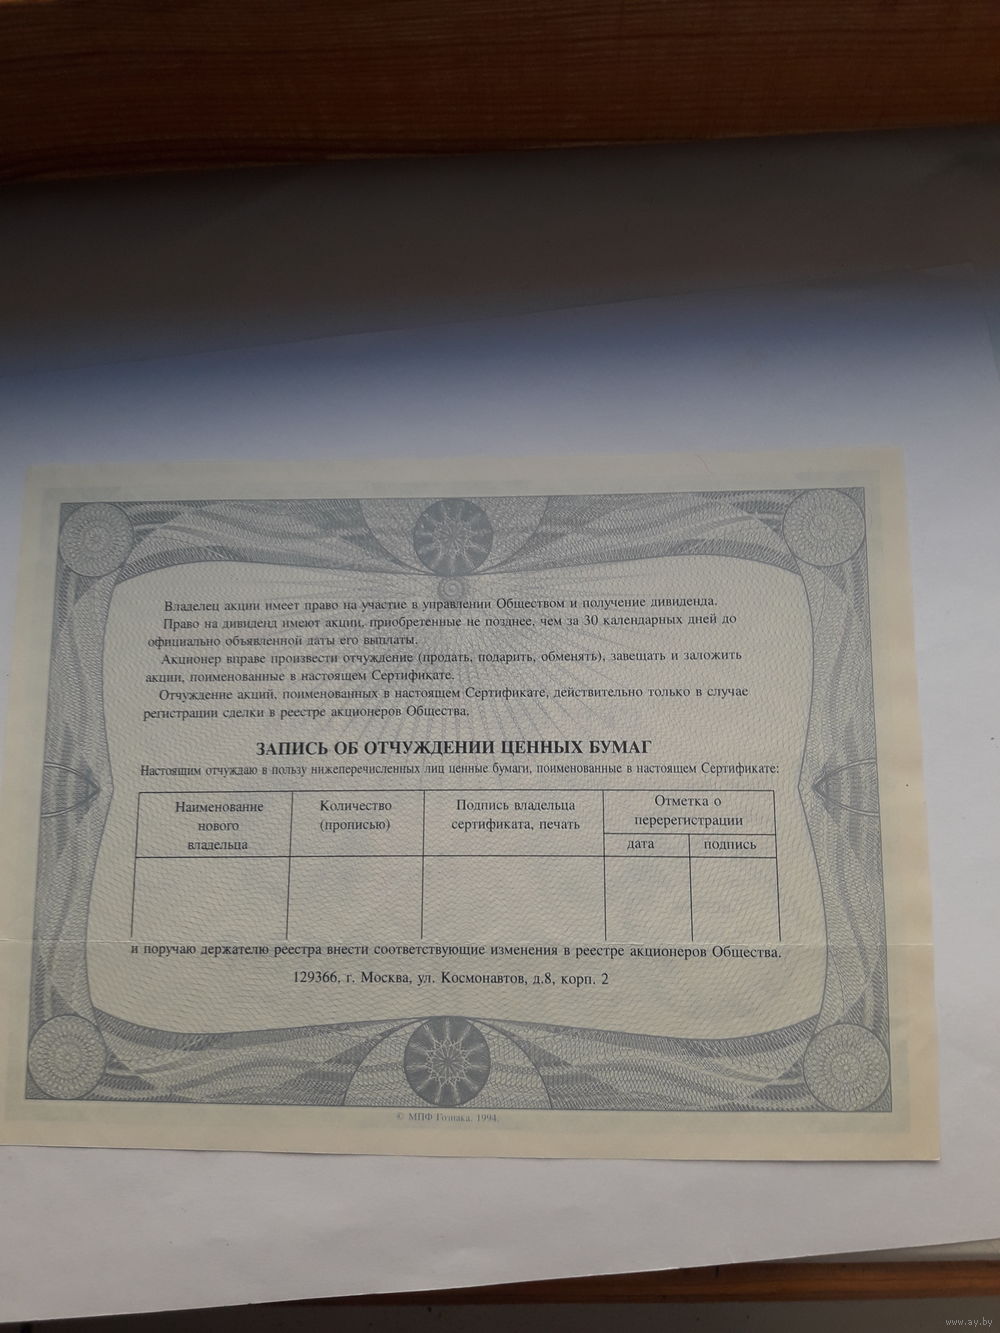 Владелец акции имеет право на участие в управлении Обществом и получение дивиденда.
Право на дивиденд имеют акции, приобретенные не позднее, чем за 30 календарных дней до
официально объявленной даты его выплаты.
Акционер вправе произвести отчуждение (продать, подарить, обменять), завещать и заложить
акции, поименованные в настоящем Сертификате.
Отчуждение акций, поименованных в настоящем Сертификате, действительно только в случае
регистрации сделки в реестре акционеров Общества.
ЗАПИСЬ ОБ ОТЧУЖДЕНИИ ЦЕННЫХ БУМАГ
Настоящим отчуждаю в пользу нижеперечисленных лиц ценные бумаги, поименованные в настоящем Сертификате:
Наименование
нового
владельца
Количество
(прописью)
Подпись владельца
сертификата, печать
Отметка о
перерегистрации
дата
подпись
и поручаю держателю реестра внести соответствующие изменения в реестре акционеров Общества.
129366, г. Москва, ул. Космонавтов, д.8, корп. 2
© МПФ Гознака. 1994.
www.ay.by